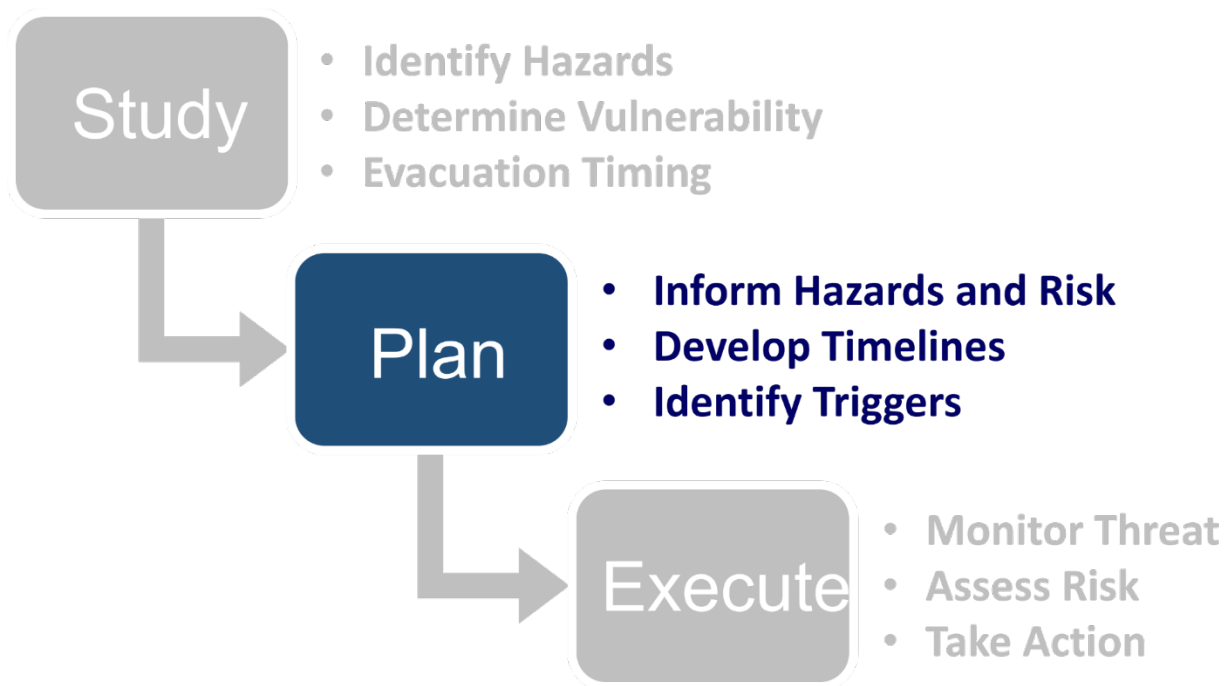 Study
• Identify Hazards
• Determine Vulnerability
• Evacuation Timing
Plan
• Inform Hazards and Risk
• Develop Timelines
• Identify Triggers
Execute
• Monitor Threat
• Assess Risk
• Take Action